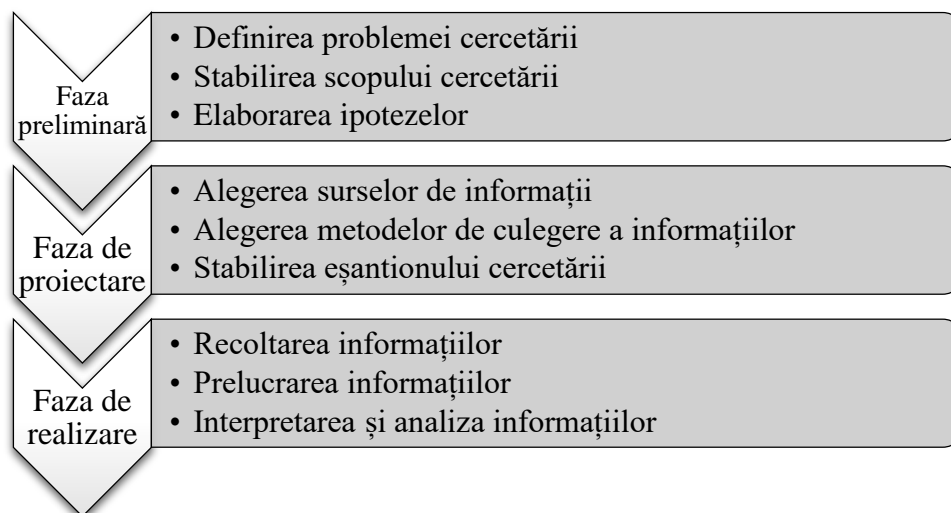 Faza
preliminară
• Definirea problemei cercetării
• Stabilirea scopului cercetării
• Elaborarea ipotezelor
Faza de
proiectare
• Alegerea surselor de informații
• Alegerea metodelor de culegere a informațiilor
• Stabilirea eșantionului cercetării
Faza de
realizare
• Recoltarea informațiilor
• Prelucrarea informațiilor
• Interpretarea și analiza informațiilor